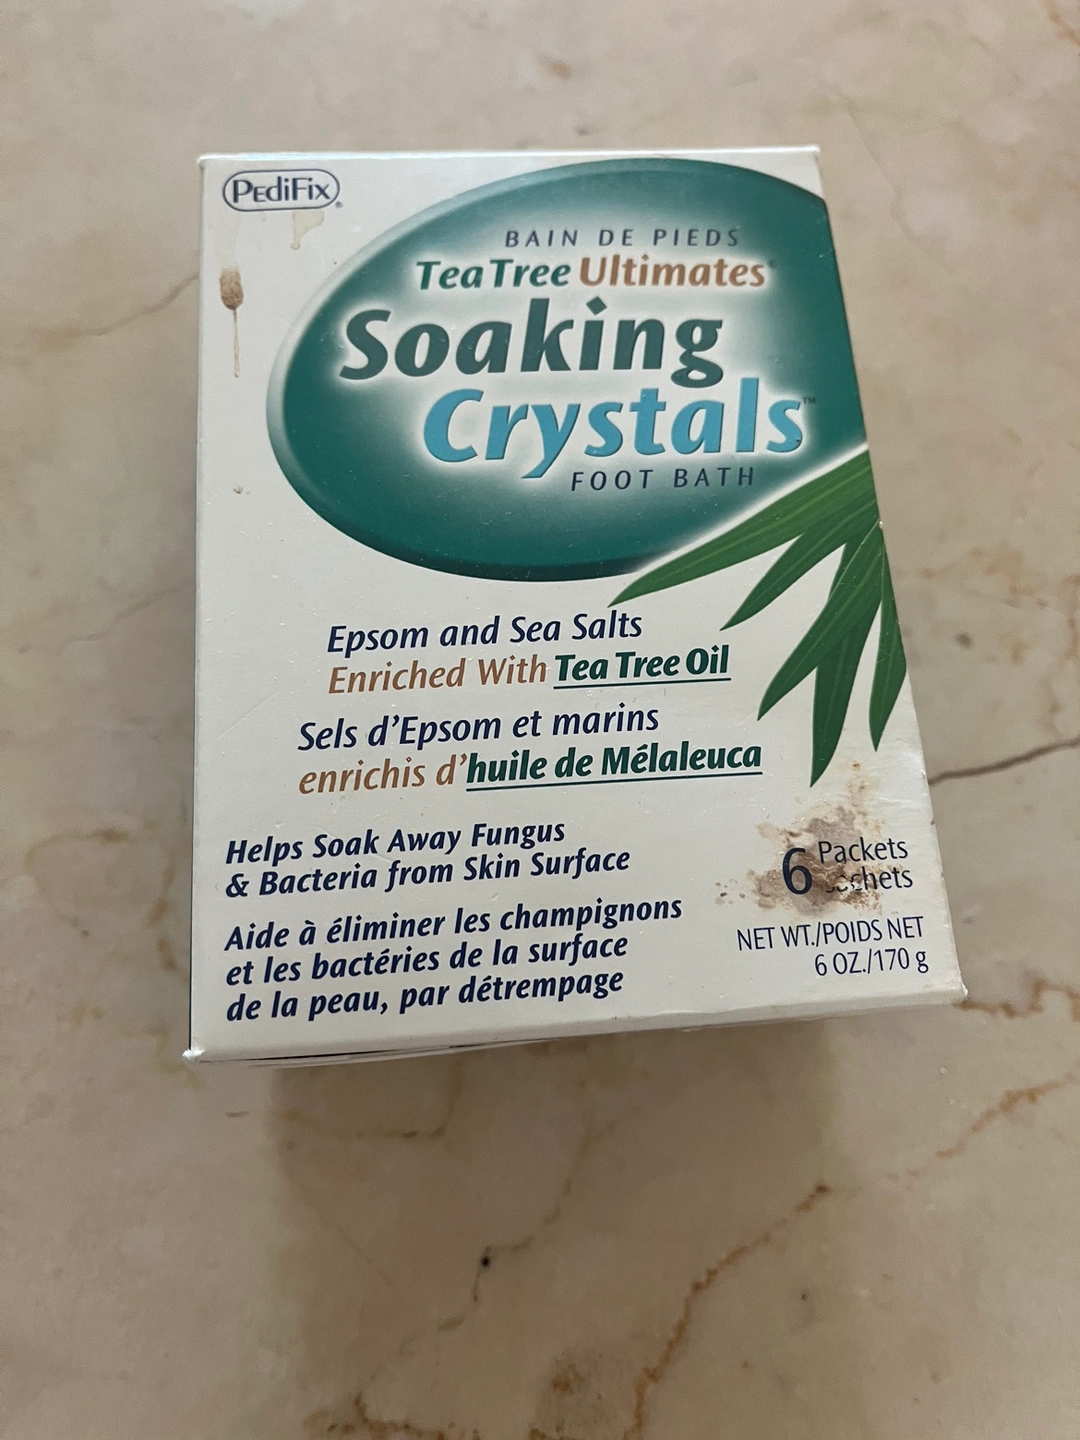 PediFix®
BAIN DE PIEDS
Tea Tree Ultimates®
Soaking
Crystals™
FOOT BATH
Epsom and Sea Salts
Enriched With Tea Tree Oil
Sels d'Epsom et marins
enrichis d'huile de Mélaleuca
Helps Soak Away Fungus
& Bacteria from Skin Surface
Aide à éliminer les champignons
et les bactéries de la surface
de la peau, par détrempage
6 Packets
Sachets
NET WT./POIDS NET
6 OZ./170 g